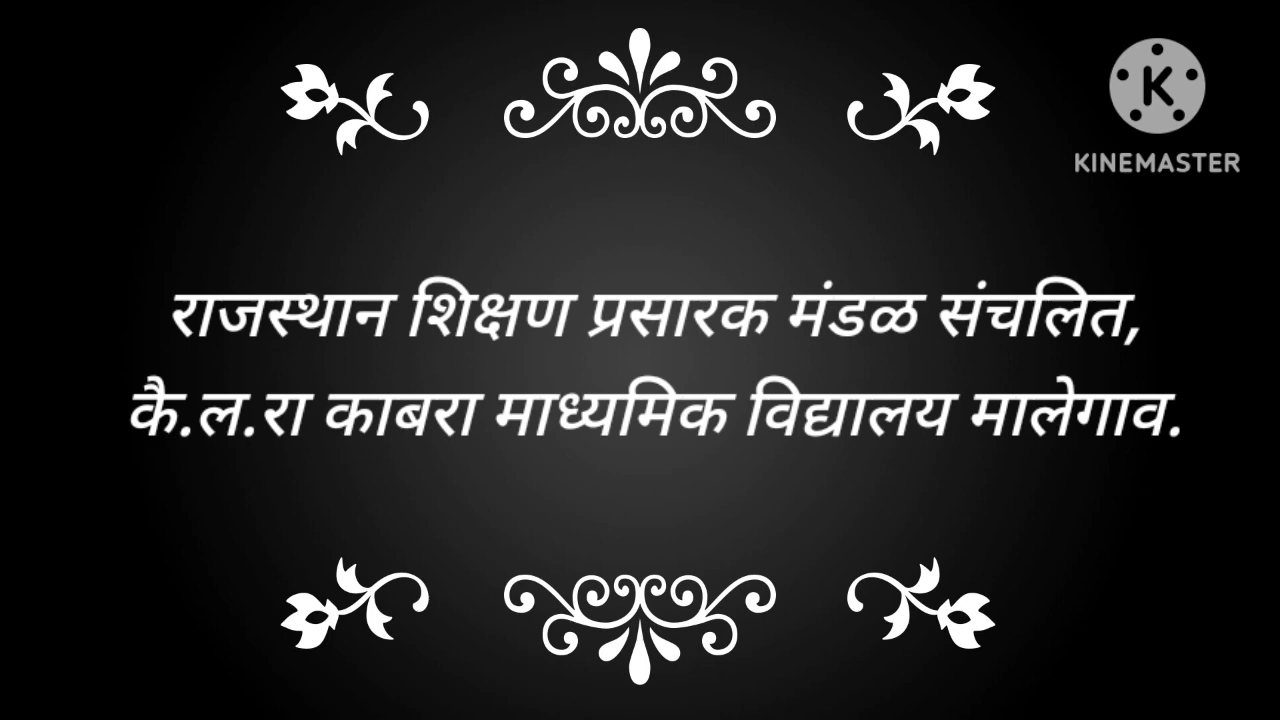 KINEMASTER
राजस्थान शिक्षण प्रसारक मंडळ संचलित,
कै.ल.रा काबरा माध्यमिक विद्यालय मालेगाव.